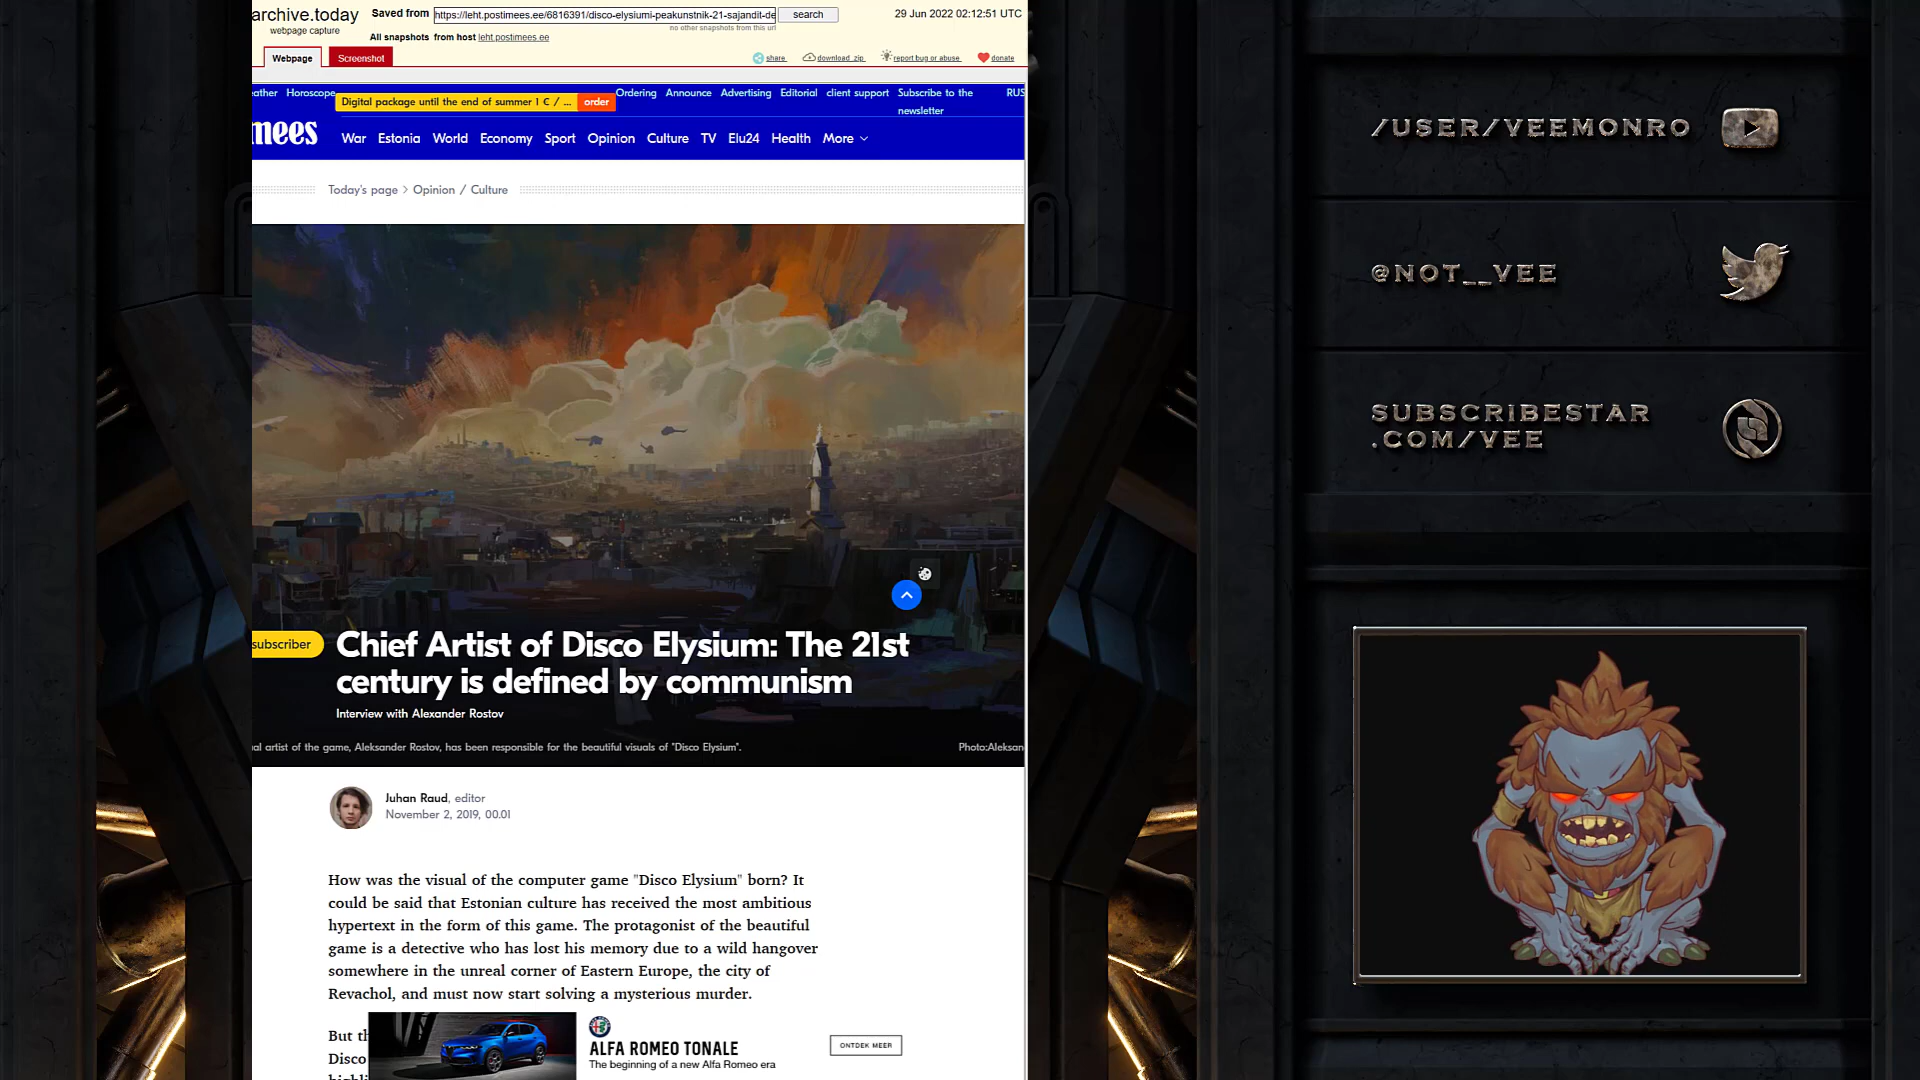 archive.today
webpage capture
Saved from https://leht.postimees.ee/6816391/disco-elysiumi-peakunstnik-21-sajandit-de search
29 Jun 2022 02:12:51 UTC
no other snapshots from this url
All snapshots from host leht.postimees.ee
Webpage Screenshot
share download .zip report bug or abuse donate
ather Horoscope
Digital package until the end of summer 1 € / ... order
Ordering Announce Advertising Editorial client support Subscribe to the newsletter RUS
mees
War Estonia World Economy Sport Opinion Culture TV Elu24 Health More
Today's page > Opinion / Culture
subscriber
Chief Artist of Disco Elysium: The 21st
century is defined by communism
Interview with Alexander Rostov
al artist of the game, Aleksander Rostov, has been responsible for the beautiful visuals of "Disco Elysium".
Photo:Aleksan
Juhan Raud, editor
November 2, 2019, 00.01
How was the visual of the computer game "Disco Elysium" born? It
could be said that Estonian culture has received the most ambitious
hypertext in the form of this game. The protagonist of the beautiful
game is a detective who has lost his memory due to a wild hangover
somewhere in the unreal corner of Eastern Europe, the city of
Revachol, and must now start solving a mysterious murder.
But th
Disco
ALFA ROMEO TONALE
The beginning of a new Alfa Romeo era
ONTDEK MEER
/USER/VEEMONRO
@NOT__VEE
SUBSCRIBESTAR
.COM/VEE